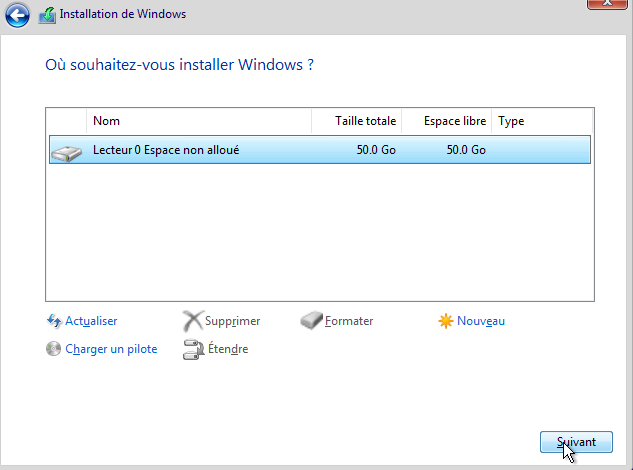 Installation de Windows
Où souhaitez-vous installer Windows ?
Nom Taille totale Espace libre Type
Lecteur 0 Espace non alloué 50.0 Go 50.0 Go
Actualiser Supprimer Formater Nouveau
Charger un pilote Étendre
Suivant